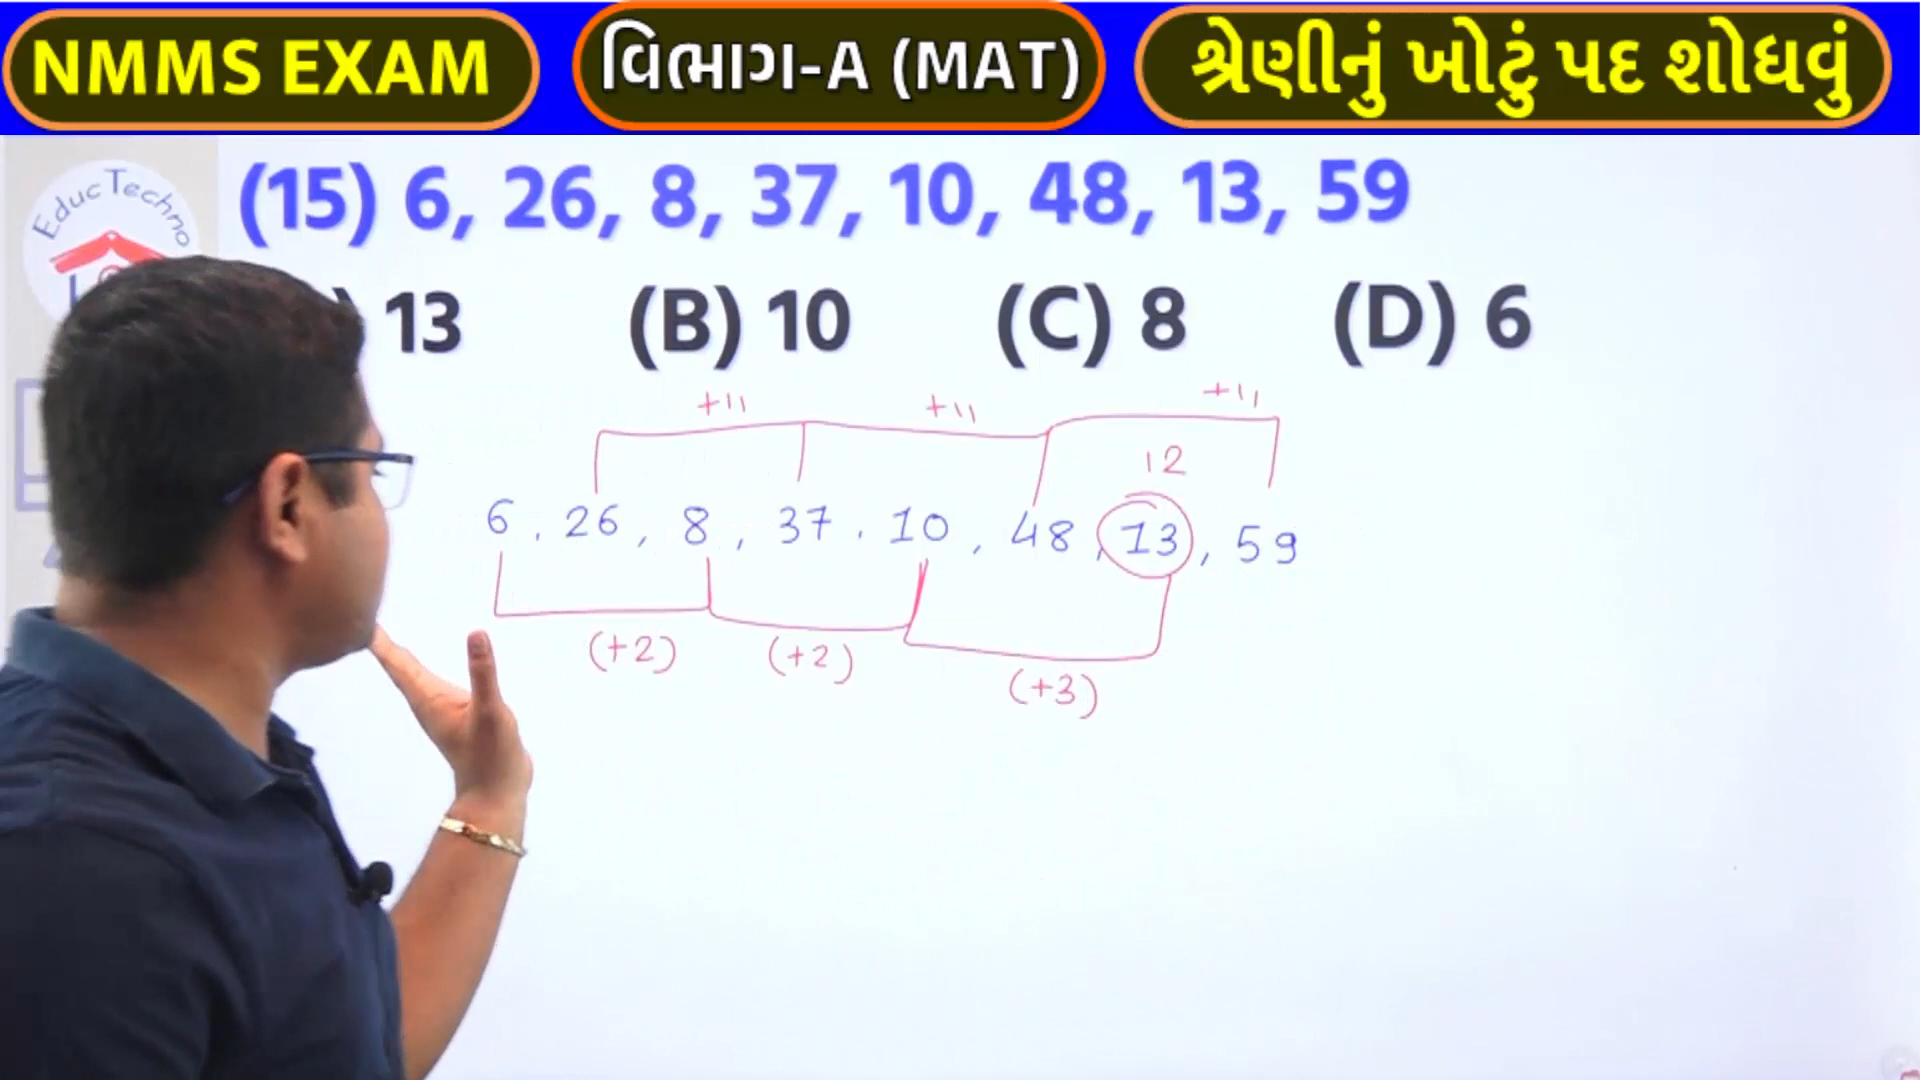 NMMS EXAM
વિભાગ-A (MAT)
શ્રેણીનું ખોટું પદ શોધવું
EducTechno
(15) 6, 26, 8, 37, 10, 48, 13, 59
) 13 (B) 10 (C) 8 (D) 6
+11 +11 +11
12
6, 26, 8, 37, 10, 48, 13, 59
(+2) (+2) (+3)